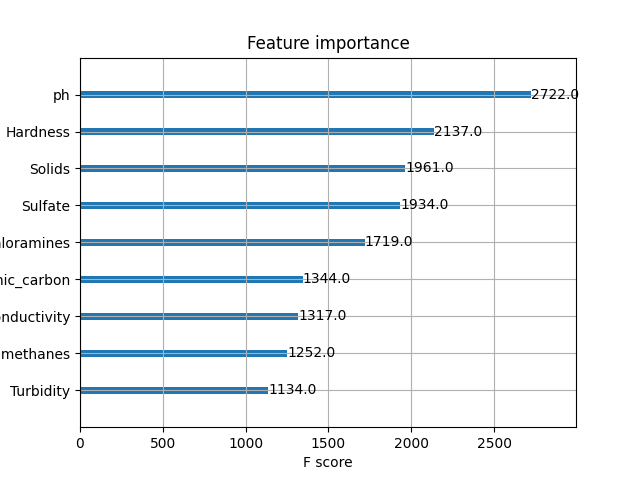 Feature importance
ph 2722.0
Hardness 2137.0
Solids 1961.0
Sulfate 1934.0
loramines 1719.0
nic_carbon 1344.0
onductivity 1317.0
methanes 1252.0
Turbidity 1134.0
0 500 1000 1500 2000 2500
F score